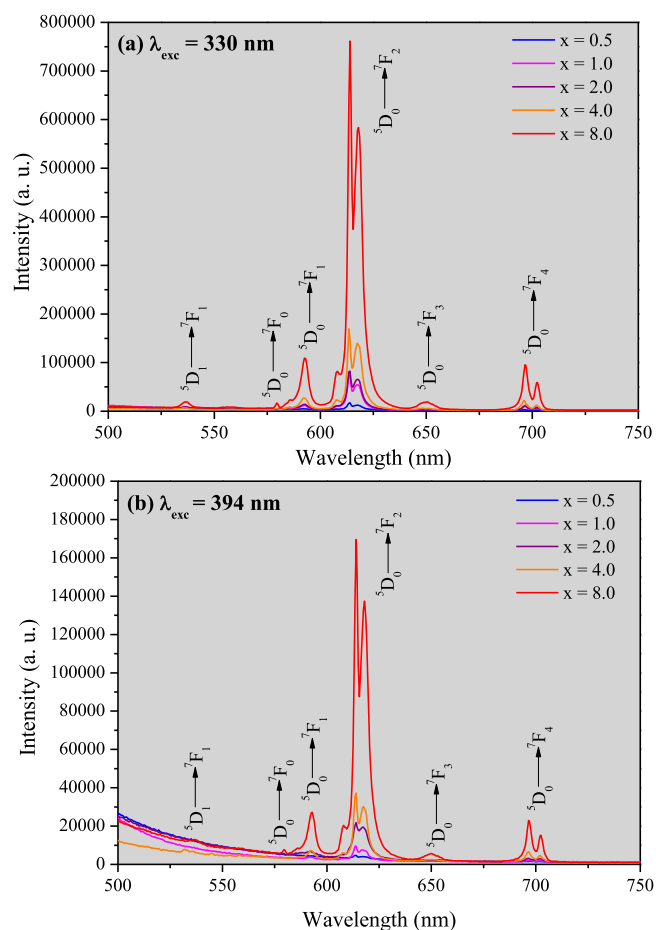 (a) λexc = 330 nm
x = 0.5
x = 1.0
x = 2.0
x = 4.0
x = 8.0
⁵D₀ ⟶ ⁷F₂
⁵D₁ ⟶ ⁷F₁
⁵D₀ ⟶ ⁷F₀
⁵D₀ ⟶ ⁷F₁
⁵D₀ ⟶ ⁷F₃
⁵D₀ ⟶ ⁷F₄
Intensity (a. u.)
800000
700000
600000
500000
400000
300000
200000
100000
0
500 550 600 650 700 750
Wavelength (nm)
(b) λexc = 394 nm
x = 0.5
x = 1.0
x = 2.0
x = 4.0
x = 8.0
⁵D₀ ⟶ ⁷F₂
⁵D₁ ⟶ ⁷F₁
⁵D₀ ⟶ ⁷F₀
⁵D₀ ⟶ ⁷F₁
⁵D₀ ⟶ ⁷F₃
⁵D₀ ⟶ ⁷F₄
Intensity (a. u.)
200000
180000
160000
140000
120000
100000
80000
60000
40000
20000
0
500 550 600 650 700 750
Wavelength (nm)